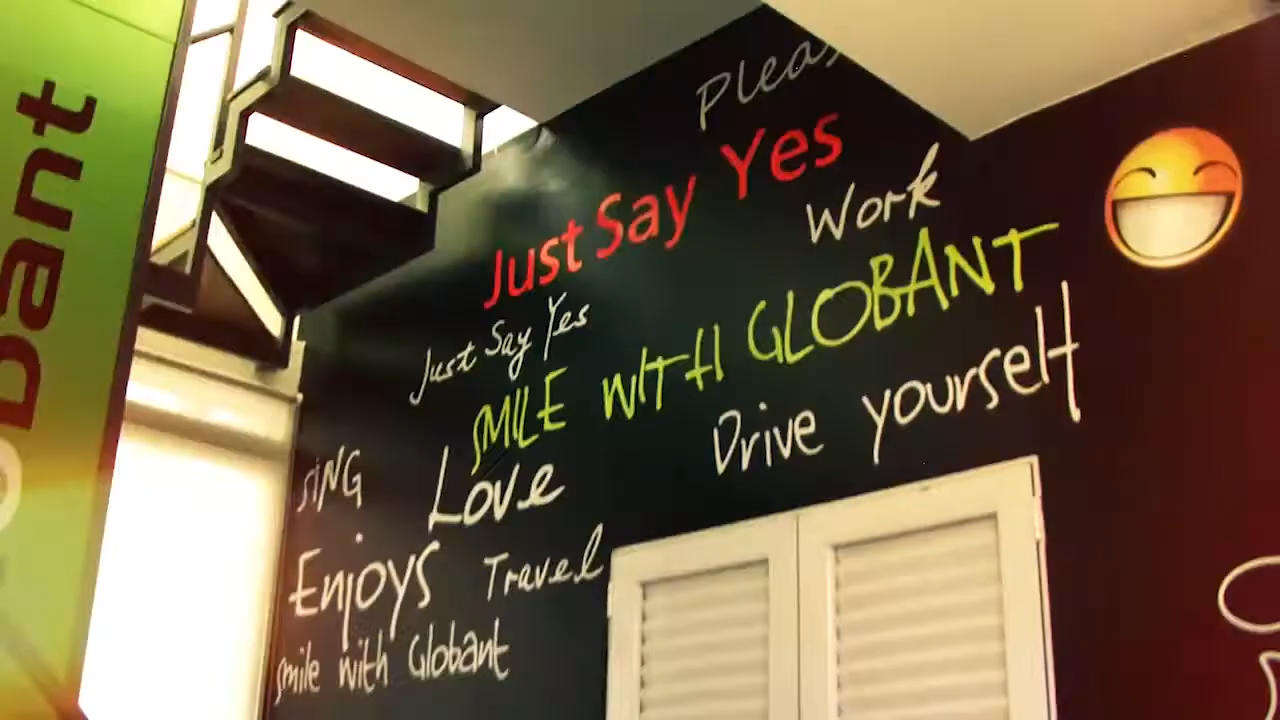 Pleas
Just Say Yes
Work
Just Say Yes
SMILE WITH GLOBANT
Drive yourself
SiNG
Love
Enjoys
Travel
smile with Globant
obant